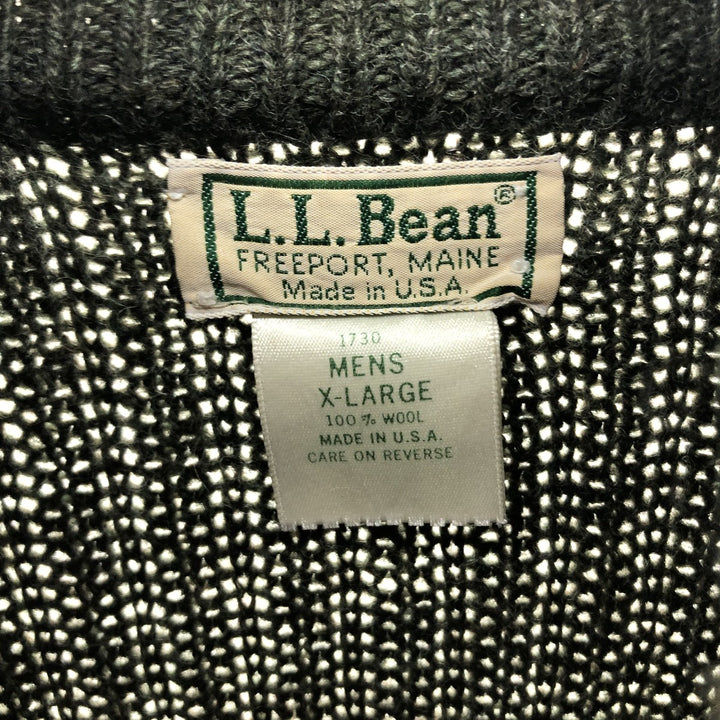 L.L.Bean®
FREEPORT, MAINE
Made in U.S.A.
1730
MENS
X-LARGE
100 % WOOL
MADE IN U.S.A.
CARE ON REVERSE